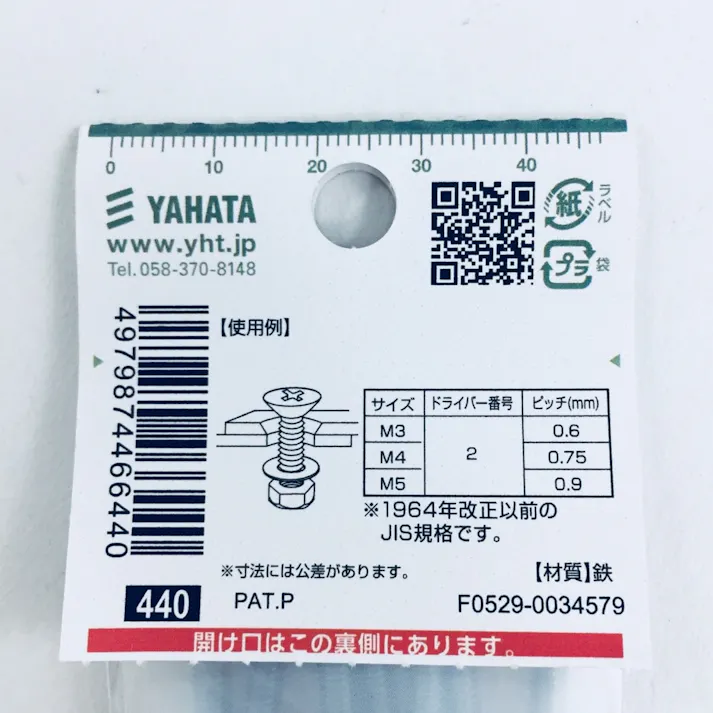 0 10 20 30 40
YAHATA
www.yht.jp
Tel.058-370-8148
紙
ラベル
プラ
袋
4979874466440
【使用例】
サイズ ドライバー番号 ピッチ(mm)
M3 2 0.6
M4 0.75
M5 0.9
※1964年改正以前の
JIS規格です。
※寸法には公差があります。
【材質】鉄
440 PAT.P F0529-0034579
開け口はこの裏側にあります。